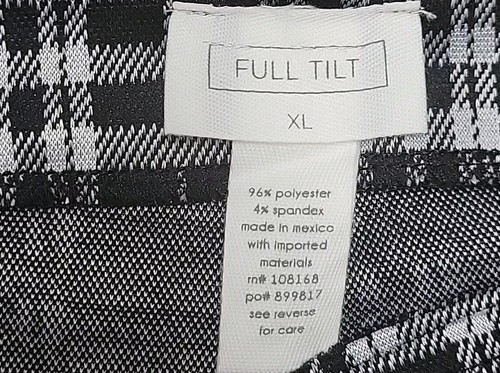 FULL TILT
XL
96% polyester
4% spandex
made in mexico
with imported
materials
rn# 108168
po# 899817
see reverse
for care